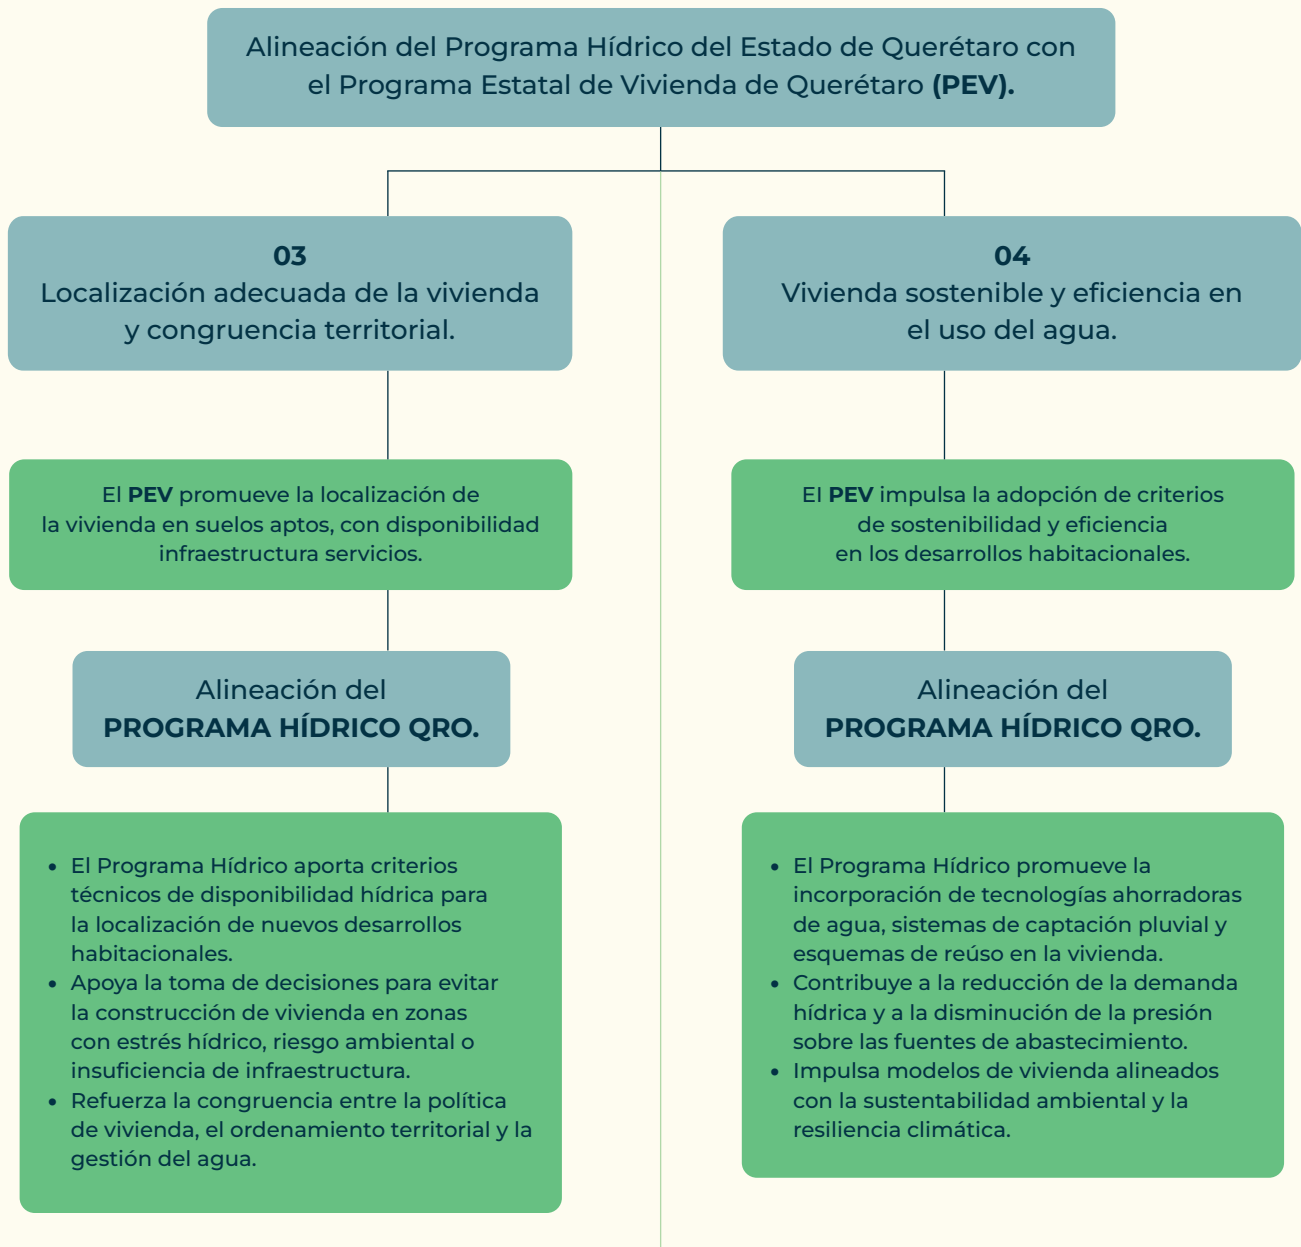 Alineación del Programa Hídrico del Estado de Querétaro con
el Programa Estatal de Vivienda de Querétaro (PEV).
03
Localización adecuada de la vivienda
y congruencia territorial.
El PEV promueve la localización de
la vivienda en suelos aptos, con disponibilidad
infraestructura servicios.
Alineación del
PROGRAMA HÍDRICO QRO.
• El Programa Hídrico aporta criterios
técnicos de disponibilidad hídrica para
la localización de nuevos desarrollos
habitacionales.
• Apoya la toma de decisiones para evitar
la construcción de vivienda en zonas
con estrés hídrico, riesgo ambiental o
insuficiencia de infraestructura.
• Refuerza la congruencia entre la política
de vivienda, el ordenamiento territorial y la
gestión del agua.
04
Vivienda sostenible y eficiencia en
el uso del agua.
El PEV impulsa la adopción de criterios
de sostenibilidad y eficiencia
en los desarrollos habitacionales.
Alineación del
PROGRAMA HÍDRICO QRO.
• El Programa Hídrico promueve la
incorporación de tecnologías ahorradoras
de agua, sistemas de captación pluvial y
esquemas de reúso en la vivienda.
• Contribuye a la reducción de la demanda
hídrica y a la disminución de la presión
sobre las fuentes de abastecimiento.
• Impulsa modelos de vivienda alineados
con la sustentabilidad ambiental y la
resiliencia climática.